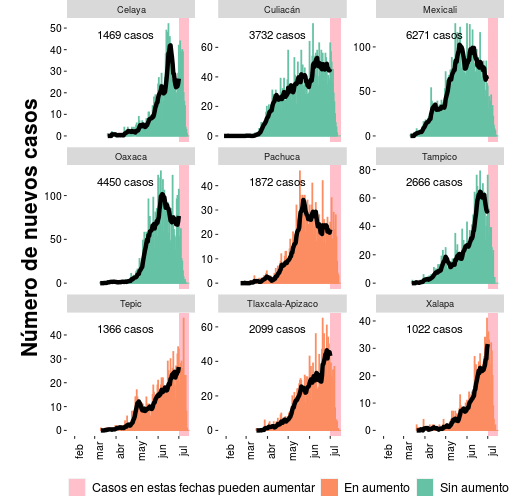 Número de nuevos casos
Celaya
Culiacán
Mexicali
1469 casos
3732 casos
6271 casos
50
40
30
20
10
0
60
40
20
0
100
50
0
Oaxaca
Pachuca
Tampico
4450 casos
1872 casos
2666 casos
100
50
0
40
30
20
10
0
80
60
40
20
0
Tepic
Tlaxcala-Apizaco
Xalapa
1366 casos
2099 casos
1022 casos
40
30
20
10
0
60
40
20
0
40
30
20
10
0
feb mar abr may jun jul
feb mar abr may jun jul
feb mar abr may jun jul
Casos en estas fechas pueden aumentar En aumento Sin aumento